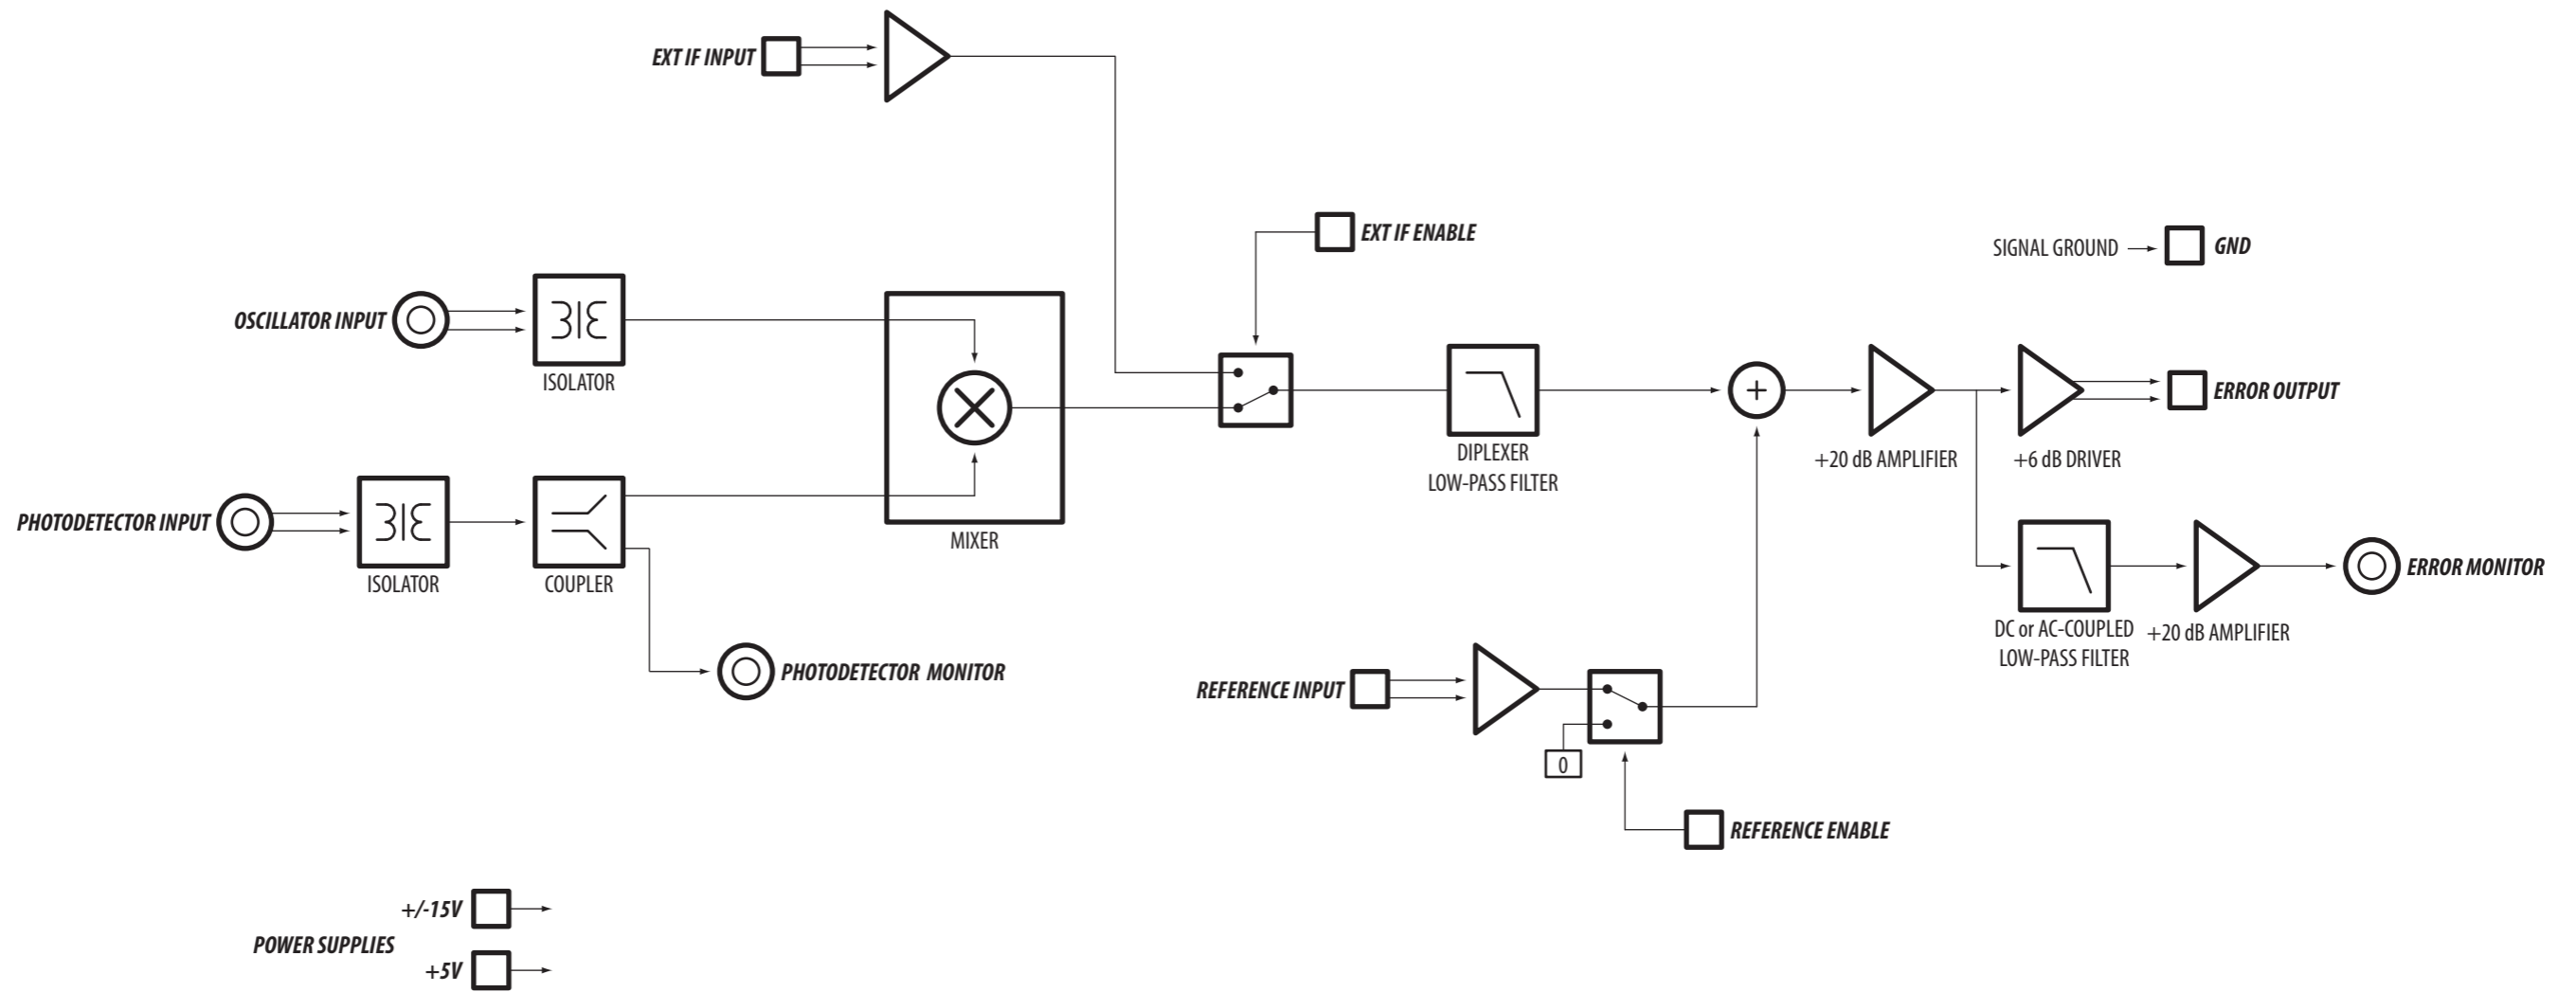 EXT IF INPUT
EXT IF ENABLE
SIGNAL GROUND
GND
OSCILLATOR INPUT
ISOLATOR
MIXER
DIPLEXER
LOW-PASS FILTER
+
+20 dB AMPLIFIER
+6 dB DRIVER
ERROR OUTPUT
PHOTODETECTOR INPUT
ISOLATOR
COUPLER
PHOTODETECTOR MONITOR
DC or AC-COUPLED
LOW-PASS FILTER
+20 dB AMPLIFIER
ERROR MONITOR
REFERENCE INPUT
0
REFERENCE ENABLE
+/-15V
POWER SUPPLIES
+5V